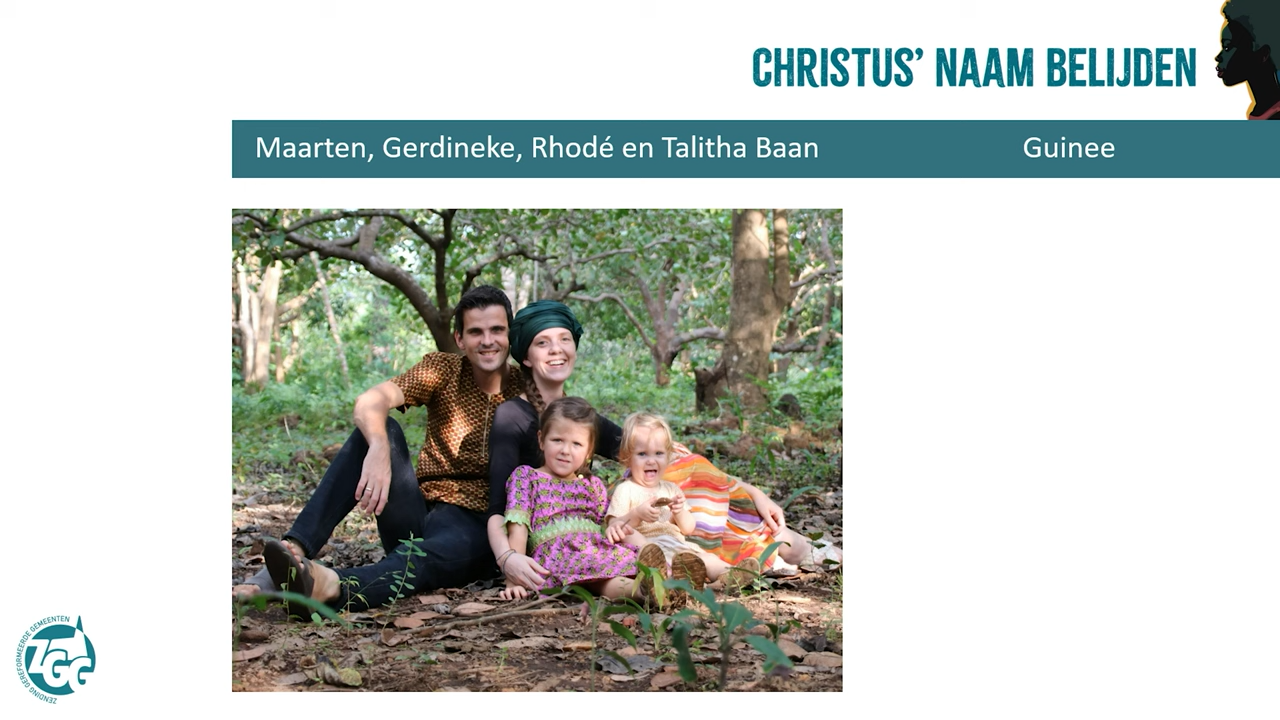 CHRISTUS’ NAAM BELIJDEN
Maarten, Gerdineke, Rhodé en Talitha Baan
Guinee
ZENDING GEREFORMEERDE GEMEENTEN
ZGG